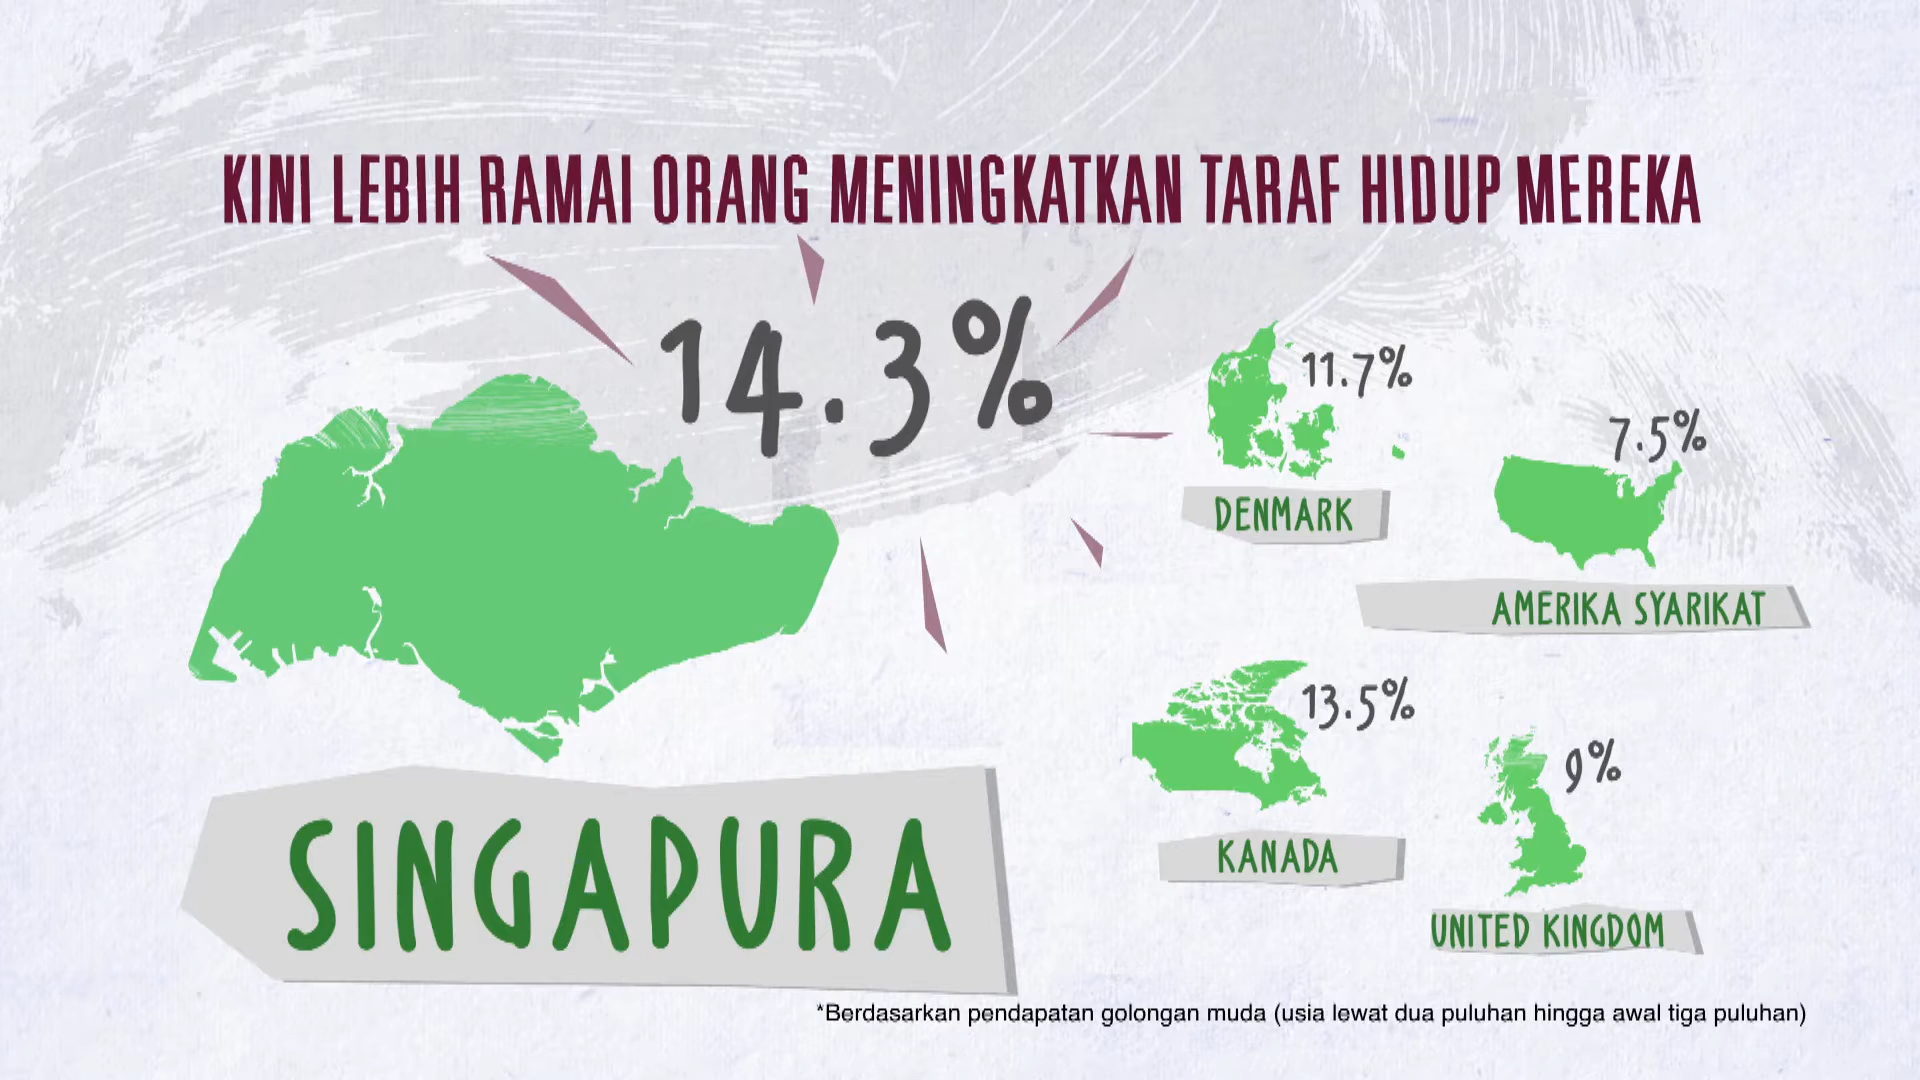 KINI LEBIH RAMAI ORANG MENINGKATKAN TARAF HIDUP MEREKA
14.3%
SINGAPURA
11.7%
DENMARK
7.5%
AMERIKA SYARIKAT
13.5%
KANADA
9%
UNITED KINGDOM
*Berdasarkan pendapatan golongan muda (usia lewat dua puluhan hingga awal tiga puluhan)